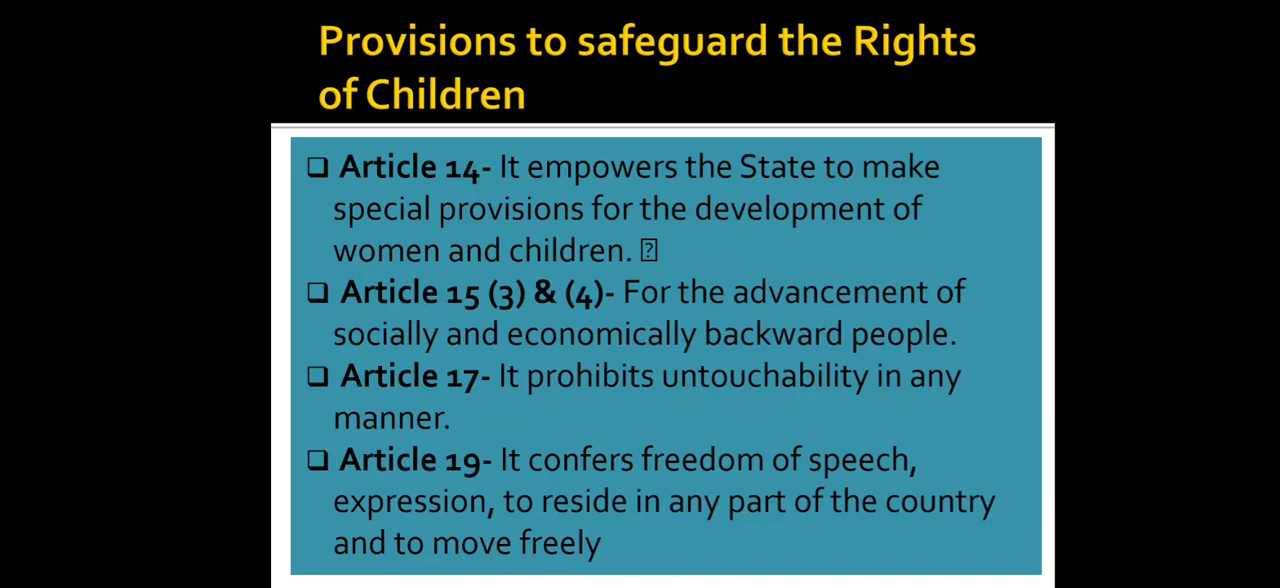 Provisions to safeguard the Rights
of Children
❑ Article 14- It empowers the State to make
special provisions for the development of
women and children. 
❑ Article 15 (3) & (4)- For the advancement of
socially and economically backward people.
❑ Article 17- It prohibits untouchability in any
manner.
❑ Article 19- It confers freedom of speech,
expression, to reside in any part of the country
and to move freely